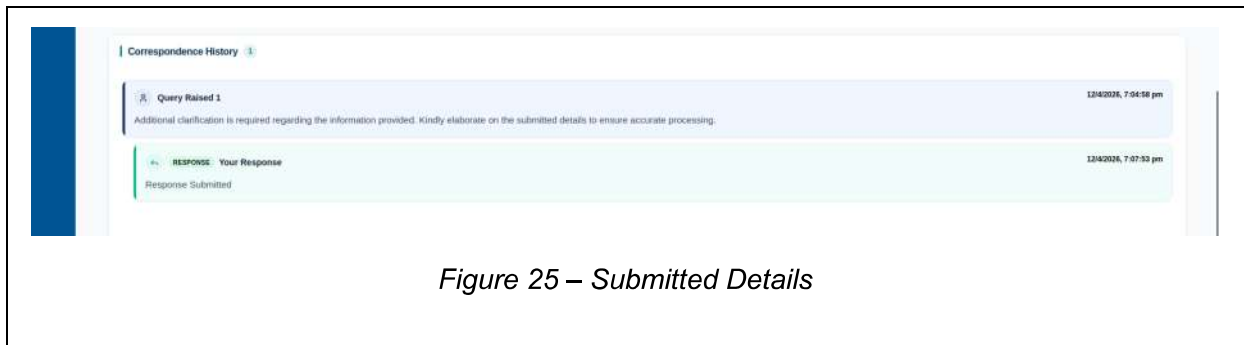 Correspondence History 1
Query Raised 1 12/4/2026, 7:04:58 pm
Additional clarification is required regarding the information provided. Kindly elaborate on the submitted details to ensure accurate processing.
RESPONSE Your Response 12/4/2026, 7:07:53 pm
Response Submitted
Figure 25 – Submitted Details